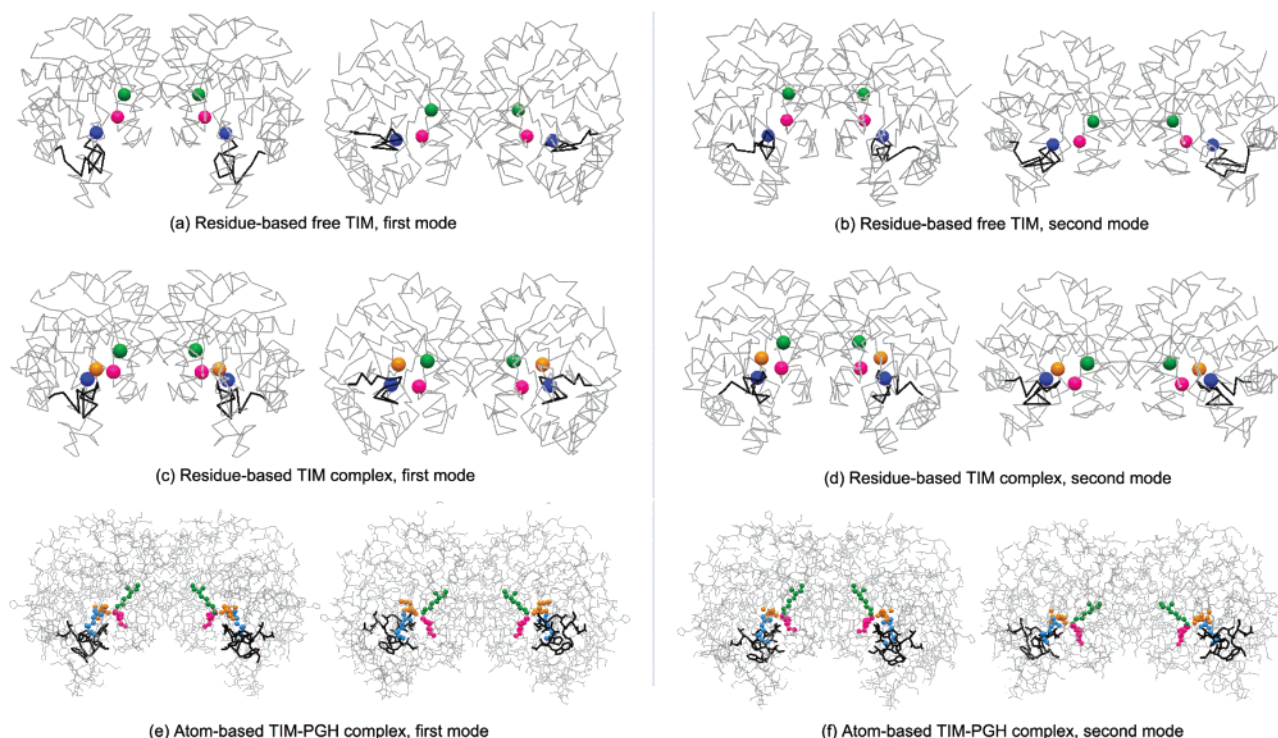 (a) Residue-based free TIM, first mode
(b) Residue-based free TIM, second mode
(c) Residue-based TIM complex, first mode
(d) Residue-based TIM complex, second mode
(e) Atom-based TIM-PGH complex, first mode
(f) Atom-based TIM-PGH complex, second mode